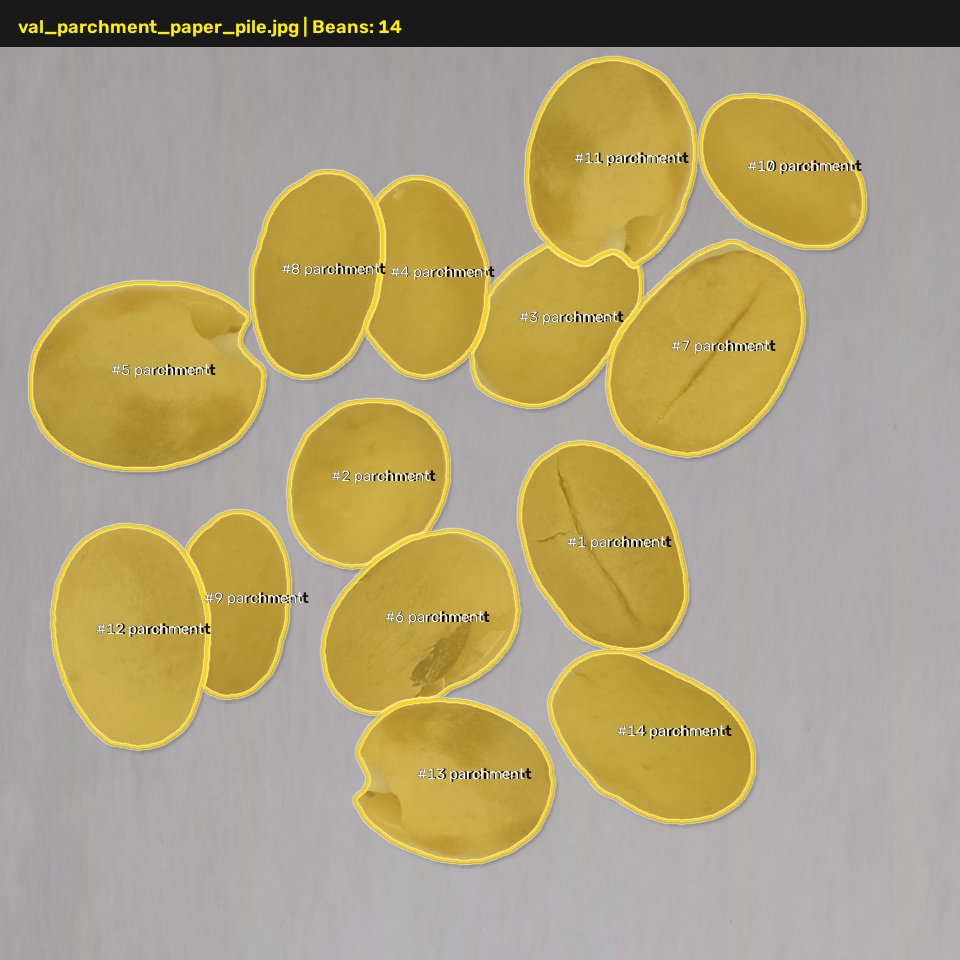 val_parchment_paper_pile.jpg | Beans: 14
#11 parchment
#10 parchment
#8 parchment
#4 parchment
#3 parchment
#7 parchment
#5 parchment
#2 parchment
#1 parchment
#9 parchment
#6 parchment
#12 parchment
#14 parchment
#13 parchment